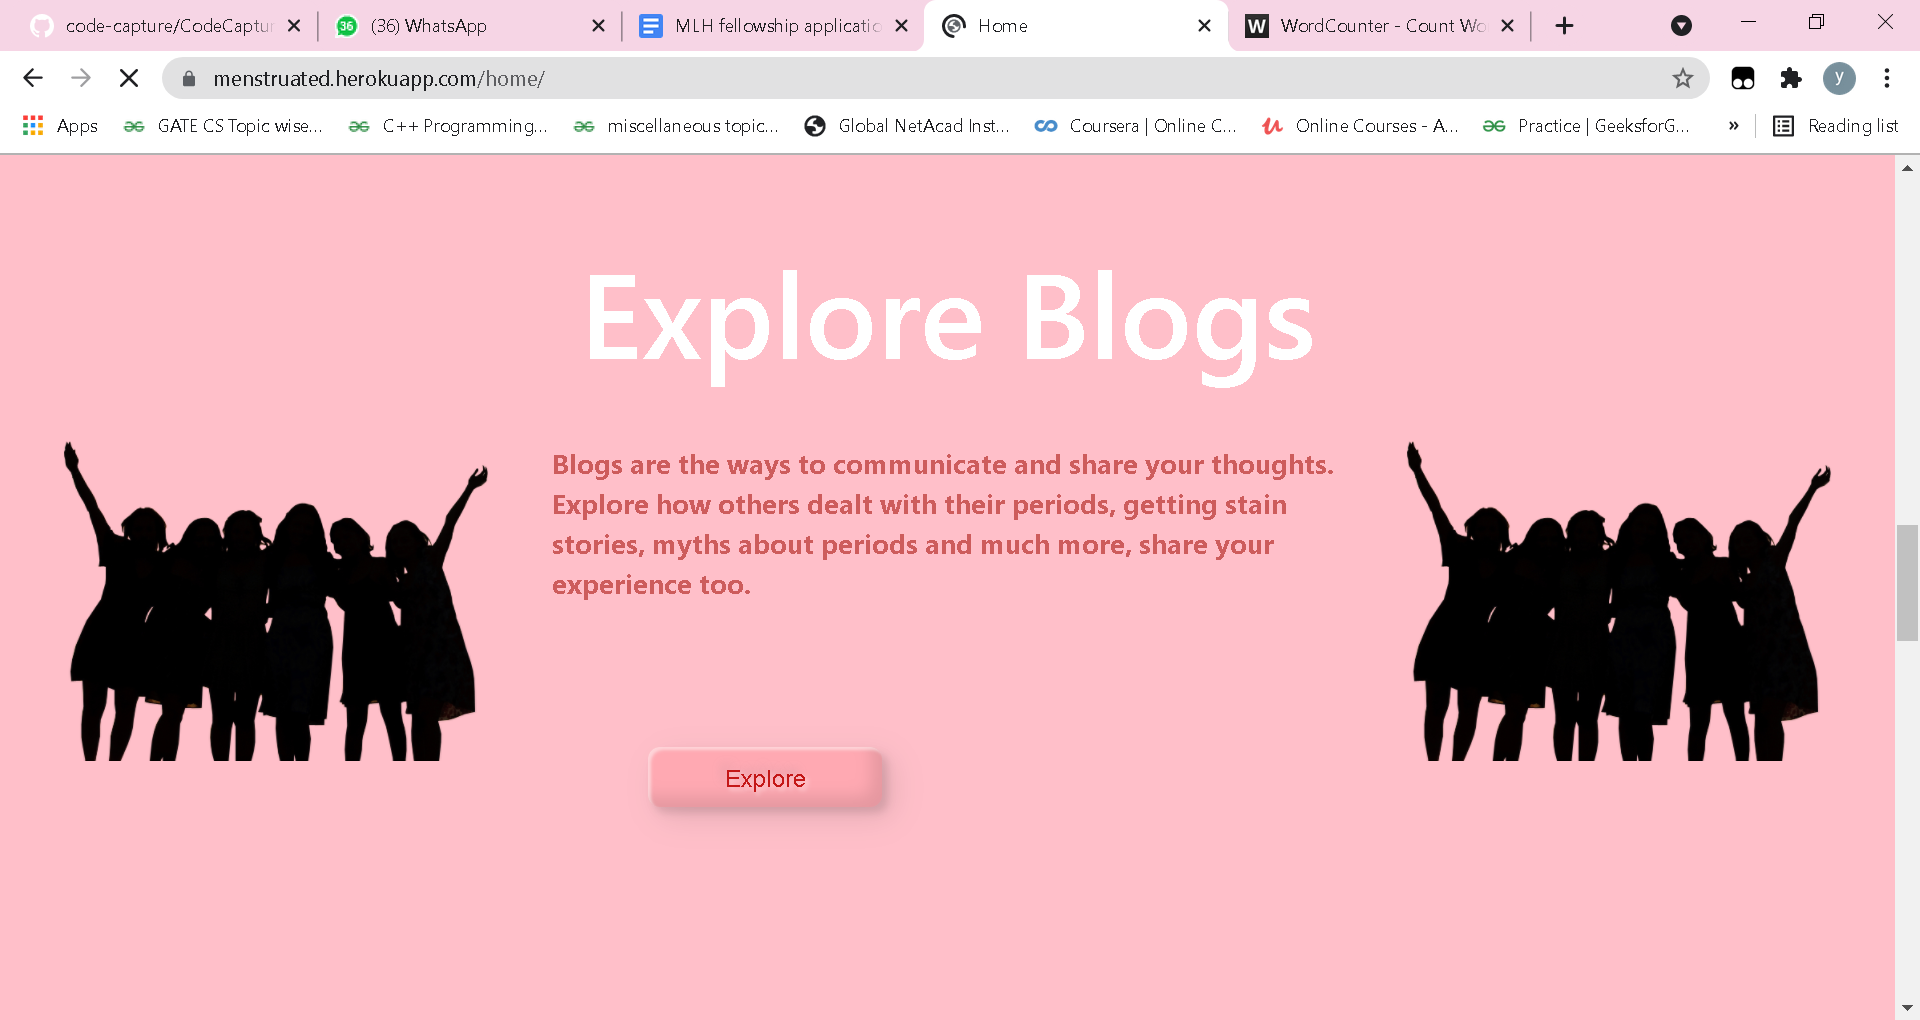 code-capture/CodeCaptur
36
(36) WhatsApp
MLH fellowship applicatio
Home
W
WordCounter - Count Wo
menstruated.herokuapp.com/home/
y
Apps
GATE CS Topic wise...
C++ Programming...
miscellaneous topic...
Global NetAcad Inst...
Coursera | Online C...
Online Courses - A...
Practice | GeeksforG...
»
Reading list
Explore Blogs
Blogs are the ways to communicate and share your thoughts.
Explore how others dealt with their periods, getting stain
stories, myths about periods and much more, share your
experience too.
Explore